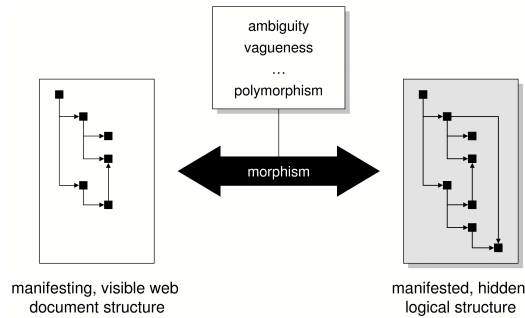 ambiguity
vagueness
...
polymorphism
morphism
manifesting, visible web
document structure
manifested, hidden
logical structure